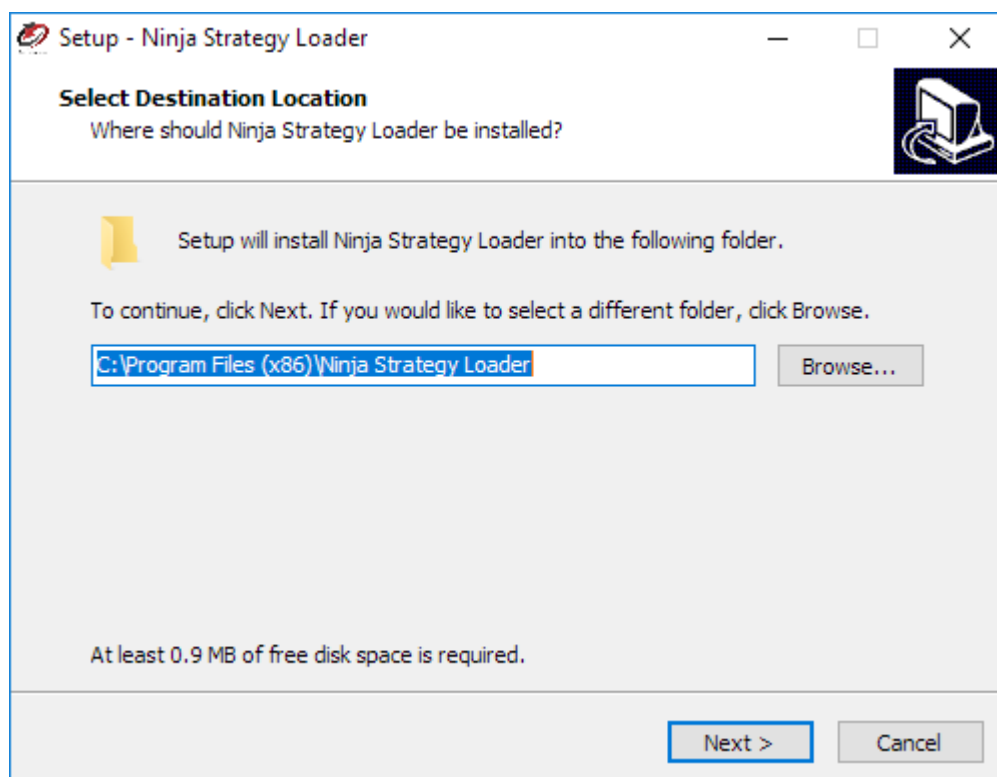 Setup - Ninja Strategy Loader
Select Destination Location
Where should Ninja Strategy Loader be installed?
Setup will install Ninja Strategy Loader into the following folder.
To continue, click Next. If you would like to select a different folder, click Browse.
C:\Program Files (x86)\Ninja Strategy Loader
Browse...
At least 0.9 MB of free disk space is required.
Next >
Cancel